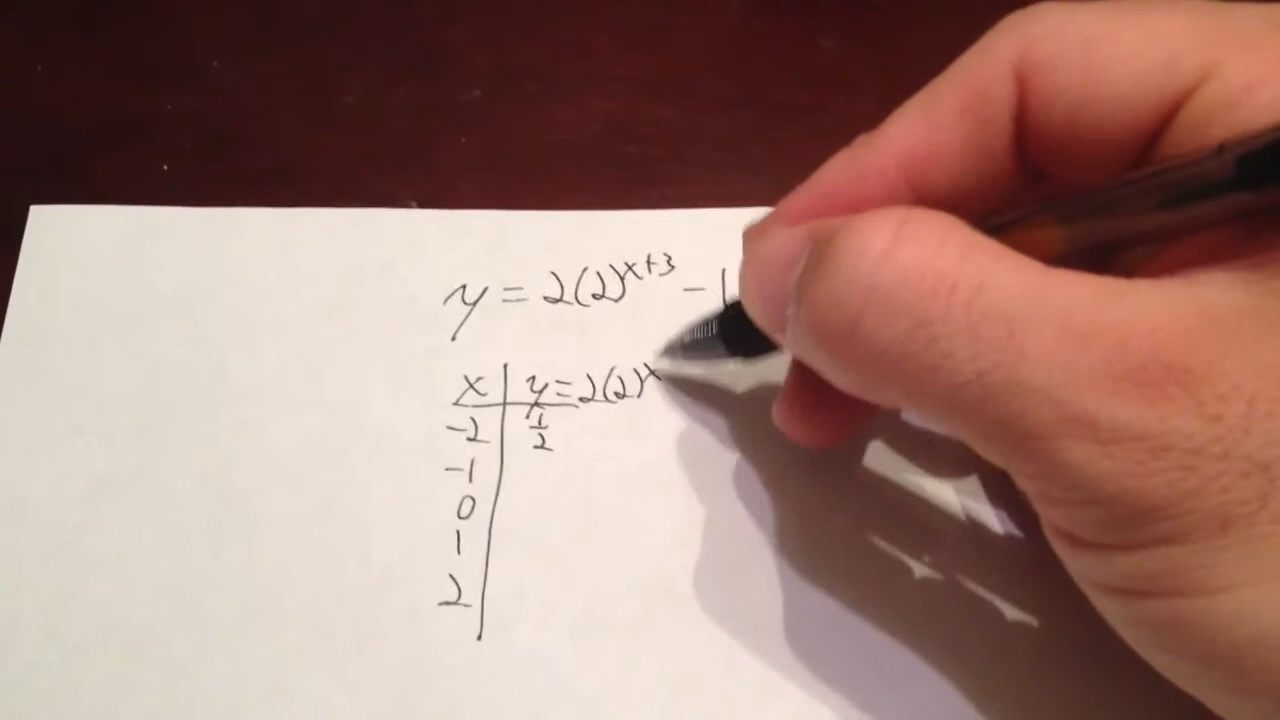 y = 2(2)^{x+3} - 1
x | y = 2(2)^x
-2 | 1/2
-1
0
1
2